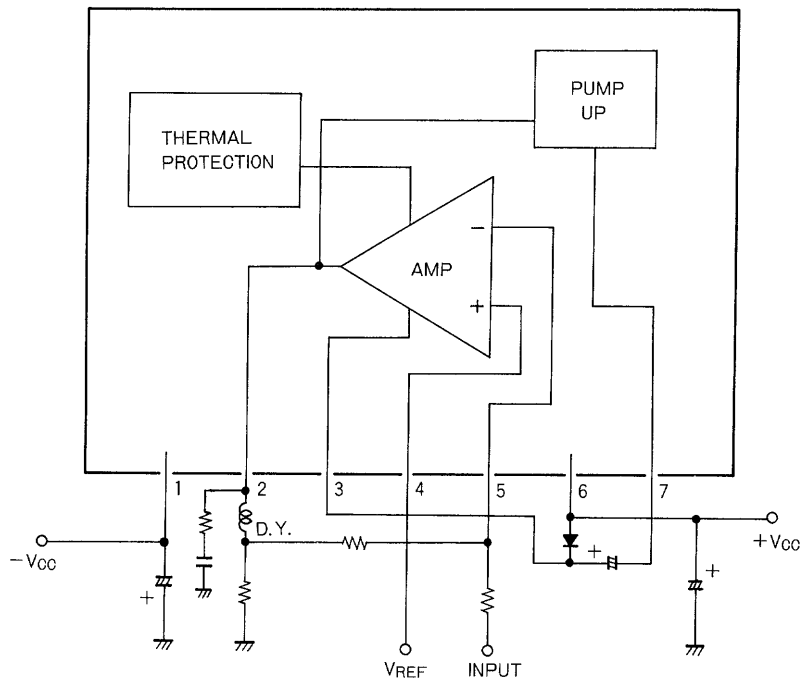 PUMP
UP
THERMAL
PROTECTION
−
AMP
+
1 2 3 4 5 6 7
D.Y.
−VCC
+VCC
+
+
+
VREF
INPUT